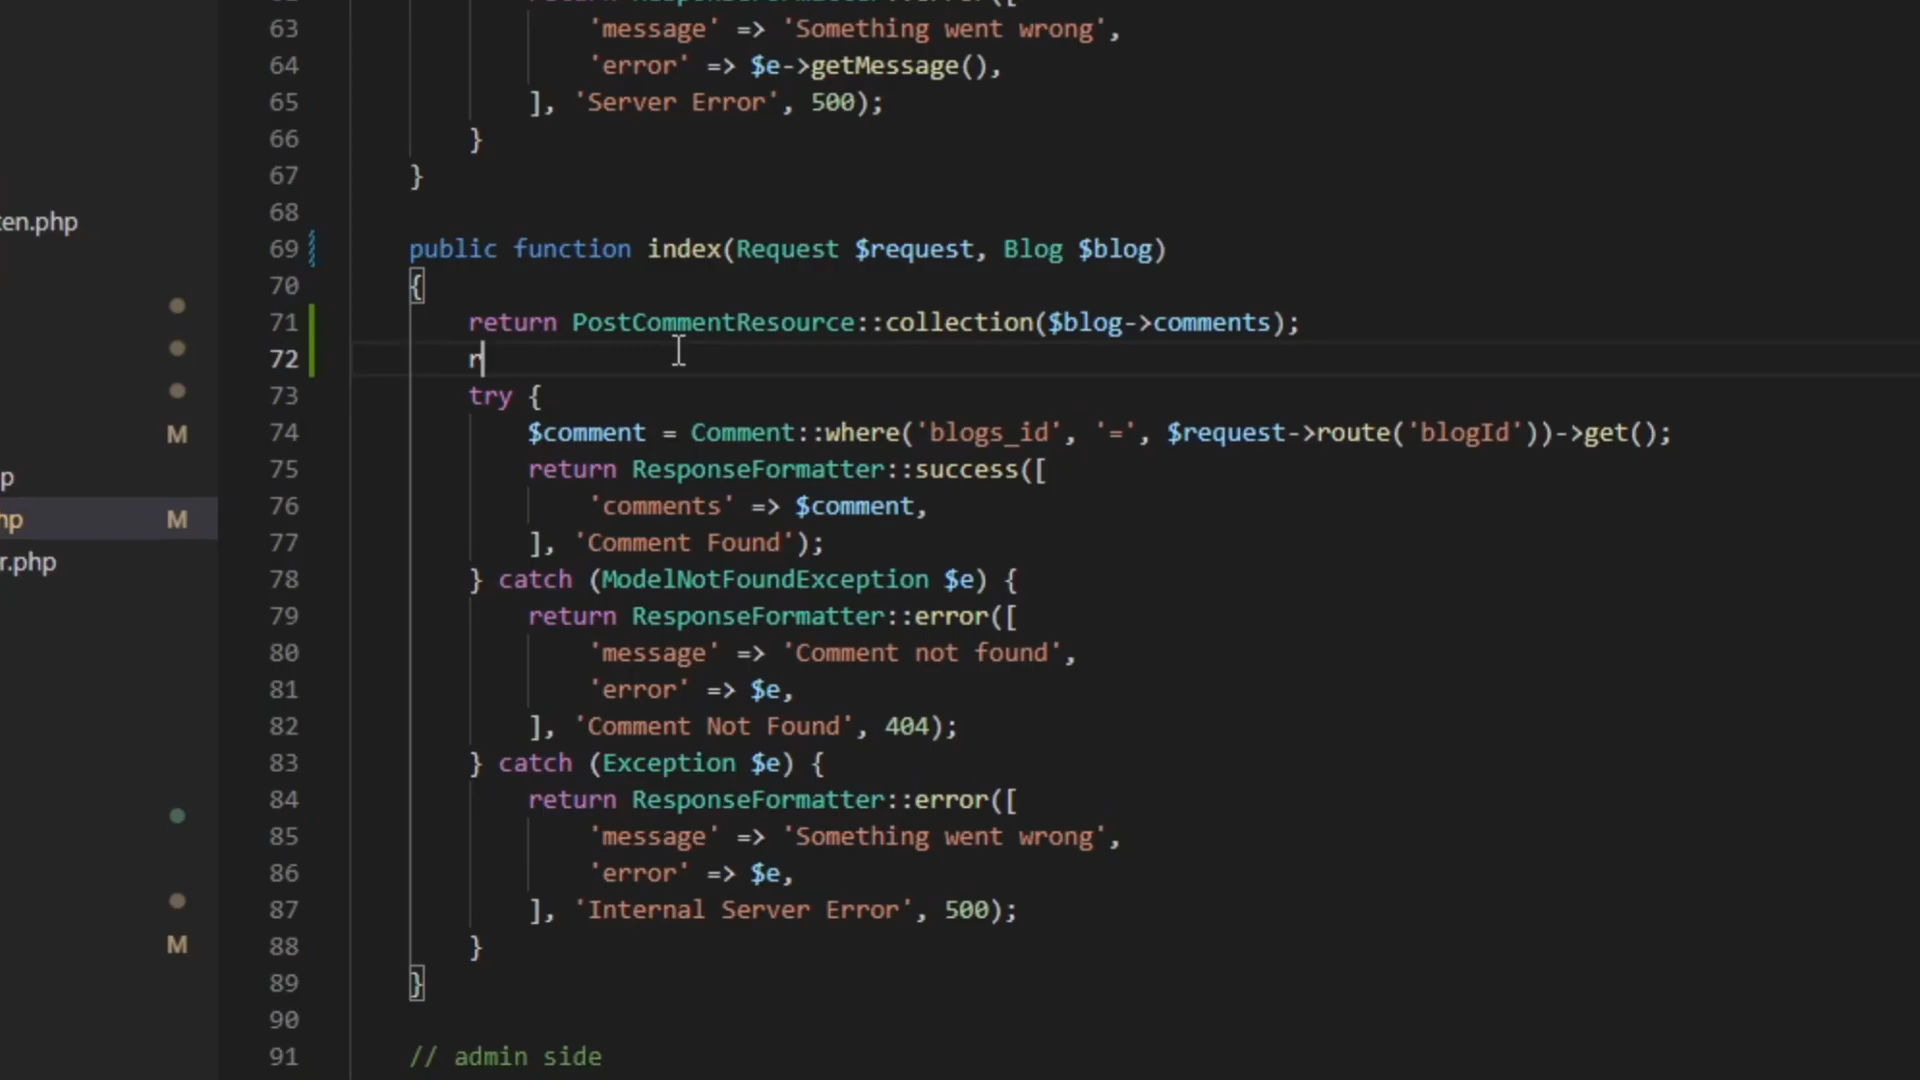 63 'message' => 'Something went wrong',
64 'error' => $e->getMessage(),
65 ], 'Server Error', 500);
66 }
67 }
68
ten.php
69 public function index(Request $request, Blog $blog)
70 {
71 return PostCommentResource::collection($blog->comments);
72 r
73 try {
M 74 $comment = Comment::where('blogs_id', '=', $request->route('blogId'))->get();
75 return ResponseFormatter::success([
p 76 'comments' => $comment,
hp M 77 ], 'Comment Found');
r.php 78 } catch (ModelNotFoundException $e) {
79 return ResponseFormatter::error([
80 'message' => 'Comment not found',
81 'error' => $e,
82 ], 'Comment Not Found', 404);
83 } catch (Exception $e) {
84 return ResponseFormatter::error([
85 'message' => 'Something went wrong',
86 'error' => $e,
87 ], 'Internal Server Error', 500);
M 88 }
89 }
90
91 // admin side